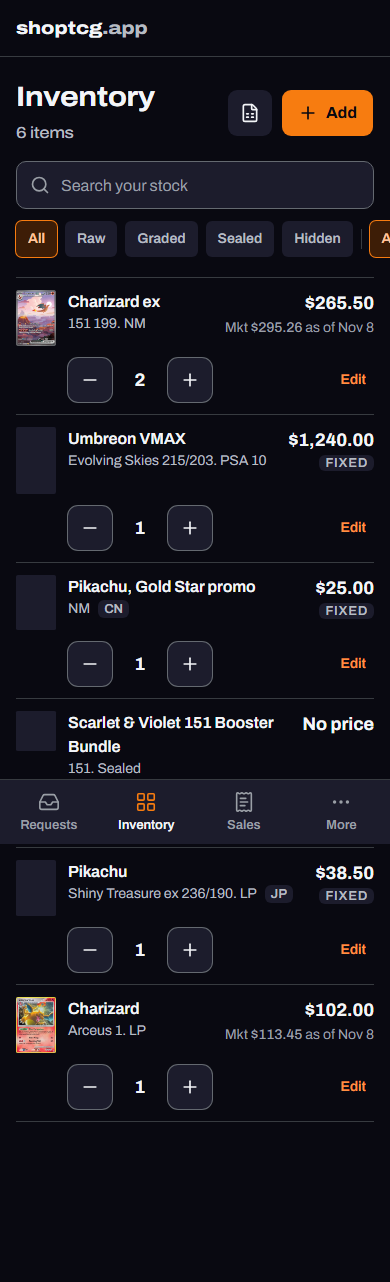 shoptcg.app
Inventory
6 items
Add
Search your stock
All
Raw
Graded
Sealed
Hidden
Charizard ex
$265.50
151 199. NM
Mkt $295.26 as of Nov 8
2
Edit
Umbreon VMAX
$1,240.00
Evolving Skies 215/203. PSA 10
FIXED
1
Edit
Pikachu, Gold Star promo
$25.00
NM CN
FIXED
1
Edit
Scarlet & Violet 151 Booster
Bundle
No price
151. Sealed
Requests
Inventory
Sales
More
Pikachu
$38.50
Shiny Treasure ex 236/190. LP JP
FIXED
1
Edit
Charizard
$102.00
Arceus 1. LP
Mkt $113.45 as of Nov 8
1
Edit